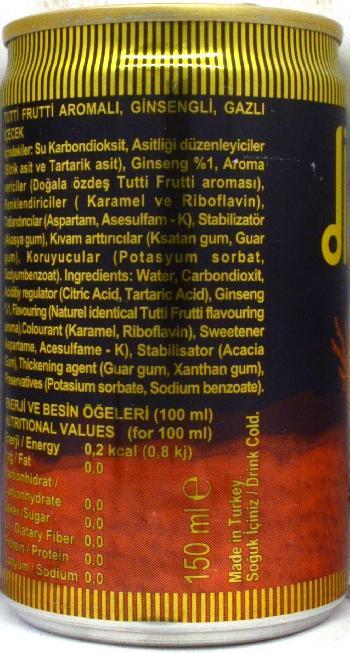 TUTTİ FRUTTİ AROMALI, GİNSENGLİ, GAZLI
İÇECEK
İçindekiler: Su Karbondioksit, Asitliği düzenleyiciler
(Sitrik asit ve Tartarik asit), Ginseng %1, Aroma
vericiler (Doğala özdeş Tutti Frutti aroması),
Renklendiriciler ( Karamel ve Riboflavin),
Tatlandırıcılar (Aspartam, Asesulfam - K), Stabilizatör
(Akasya gum), Kıvam arttırıcılar (Ksatan gum, Guar
gum), Koruyucular (Potasyum sorbat,
Sodyumbenzoat). Ingredients: Water, Carbondioxit,
Acidity regulator (Citric Acid, Tartaric Acid), Ginseng
%1, Flavouring (Naturel identical Tutti Frutti flavouring
aroma).Colourant (Karamel, Riboflavin), Sweetener
(Aspartame, Acesulfame - K), Stabilisator (Acacia
Gum), Thickening agent (Guar gum, Xanthan gum),
Preservatives (Potasium sorbate, Sodium benzoate).
ENERJİ VE BESİN ÖĞELERİ (100 ml)
NUTRITIONAL VALUES (for 100 ml)
Enerji / Energy 0,2 kcal (0,8 kj)
Yağ / Fat 0,0
Karbonhidrat /
Carbonhydrate 0,0
Şeker /Sugar 0,0
Lif / Diatary Fiber 0,0
Protein / Protein 0,0
Sodyum / Sodium 0,0
150 ml e
Made in Turkey
Soğuk İçiniz / Drink Cold.